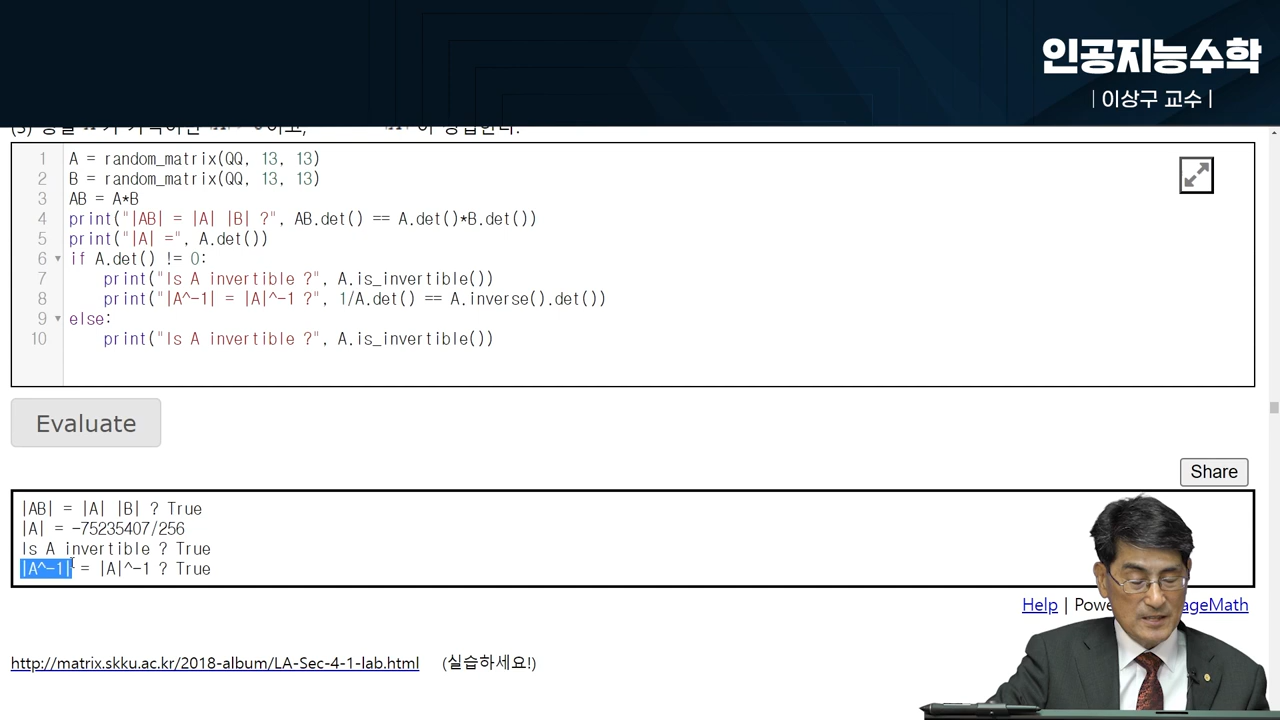 인공지능수학
| 이상구 교수 |
1 A = random_matrix(QQ, 13, 13)
2 B = random_matrix(QQ, 13, 13)
3 AB = A*B
4 print("|AB| = |A| |B| ?", AB.det() == A.det()*B.det())
5 print("|A| =", A.det())
6 if A.det() != 0:
7 print("Is A invertible ?", A.is_invertible())
8 print("|A^-1| = |A|^-1 ?", 1/A.det() == A.inverse().det())
9 else:
10 print("Is A invertible ?", A.is_invertible())
Evaluate
Share
|AB| = |A| |B| ? True
|A| = -75235407/256
Is A invertible ? True
|A^-1| = |A|^-1 ? True
Help | Powe ageMath
http://matrix.skku.ac.kr/2018-album/LA-Sec-4-1-lab.html (실습하세요!)